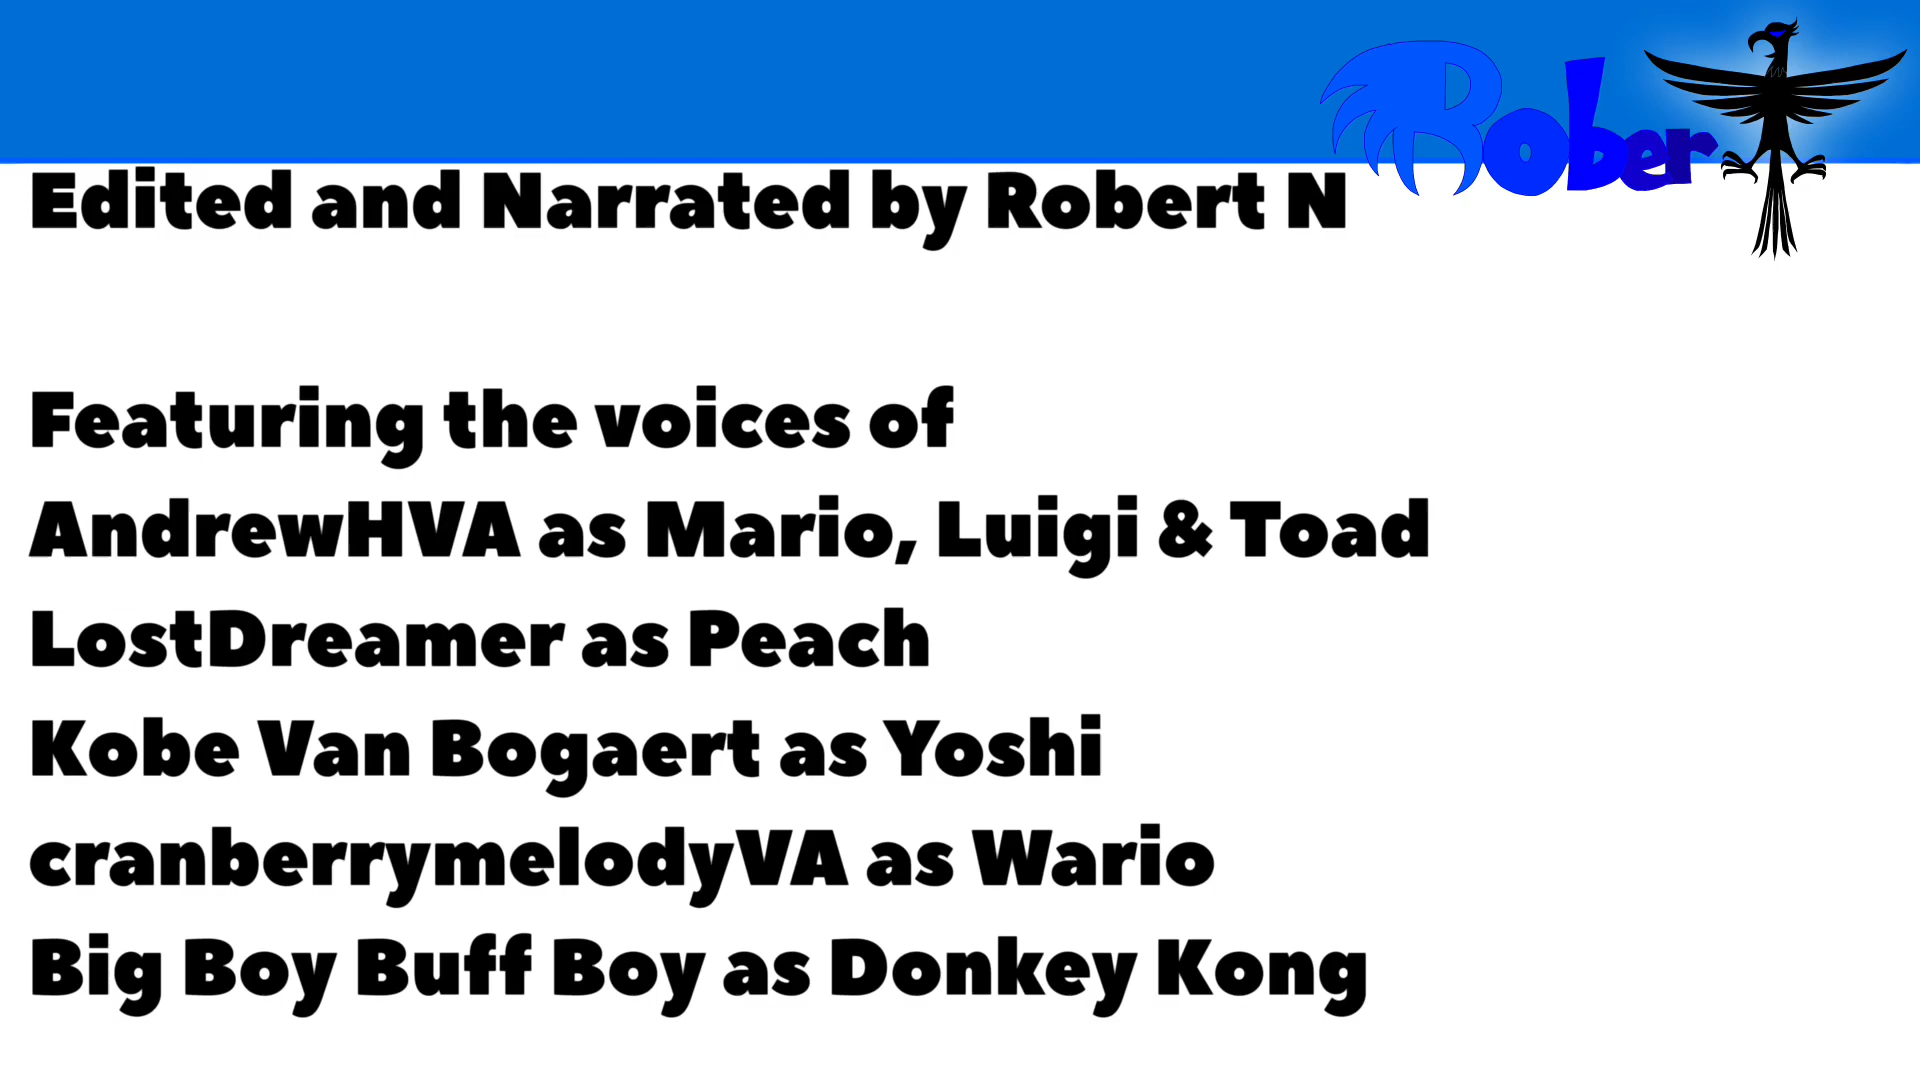 Rober
Edited and Narrated by Robert N
Featuring the voices of
AndrewHVA as Mario, Luigi & Toad
LostDreamer as Peach
Kobe Van Bogaert as Yoshi
cranberrymelodyVA as Wario
Big Boy Buff Boy as Donkey Kong